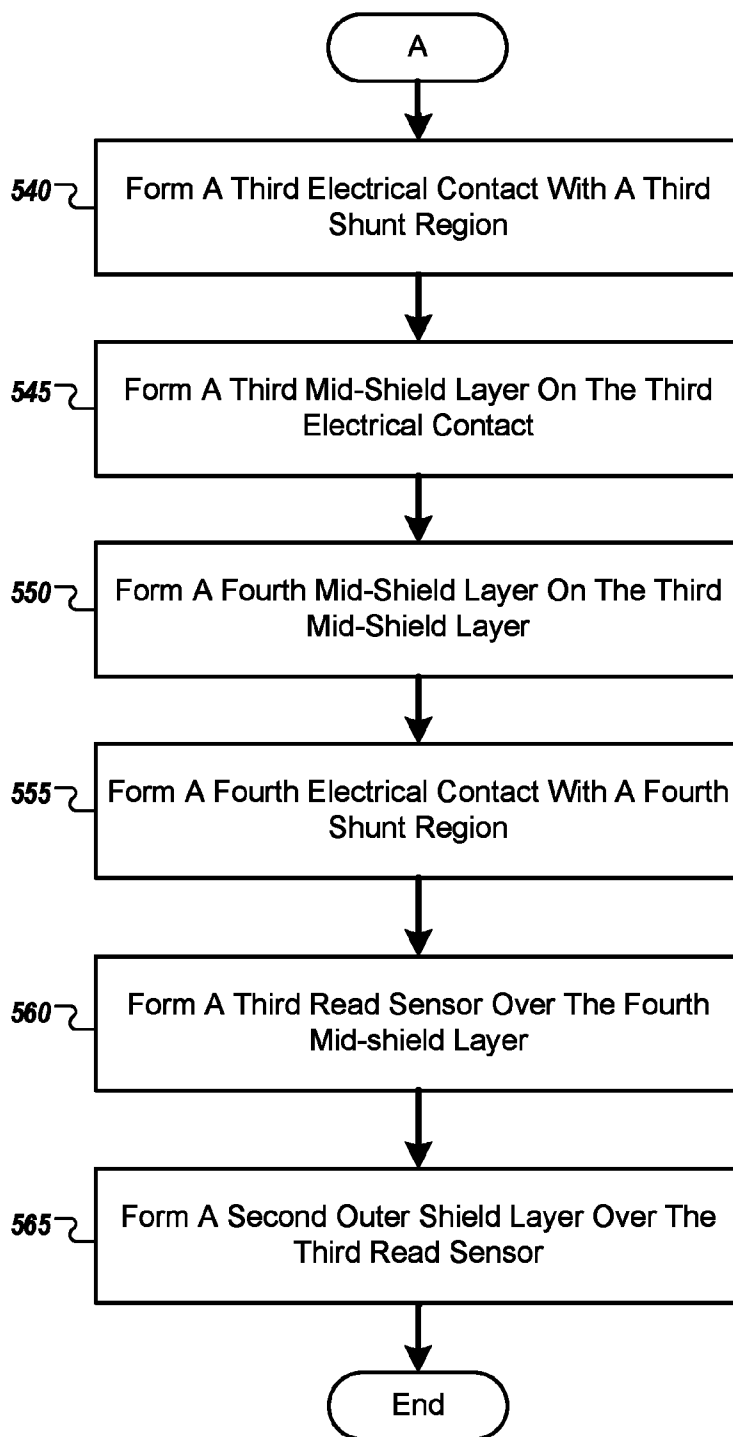 A
540
Form A Third Electrical Contact With A Third
Shunt Region
545
Form A Third Mid-Shield Layer On The Third
Electrical Contact
550
Form A Fourth Mid-Shield Layer On The Third
Mid-Shield Layer
555
Form A Fourth Electrical Contact With A Fourth
Shunt Region
560
Form A Third Read Sensor Over The Fourth
Mid-shield Layer
565
Form A Second Outer Shield Layer Over The
Third Read Sensor
End